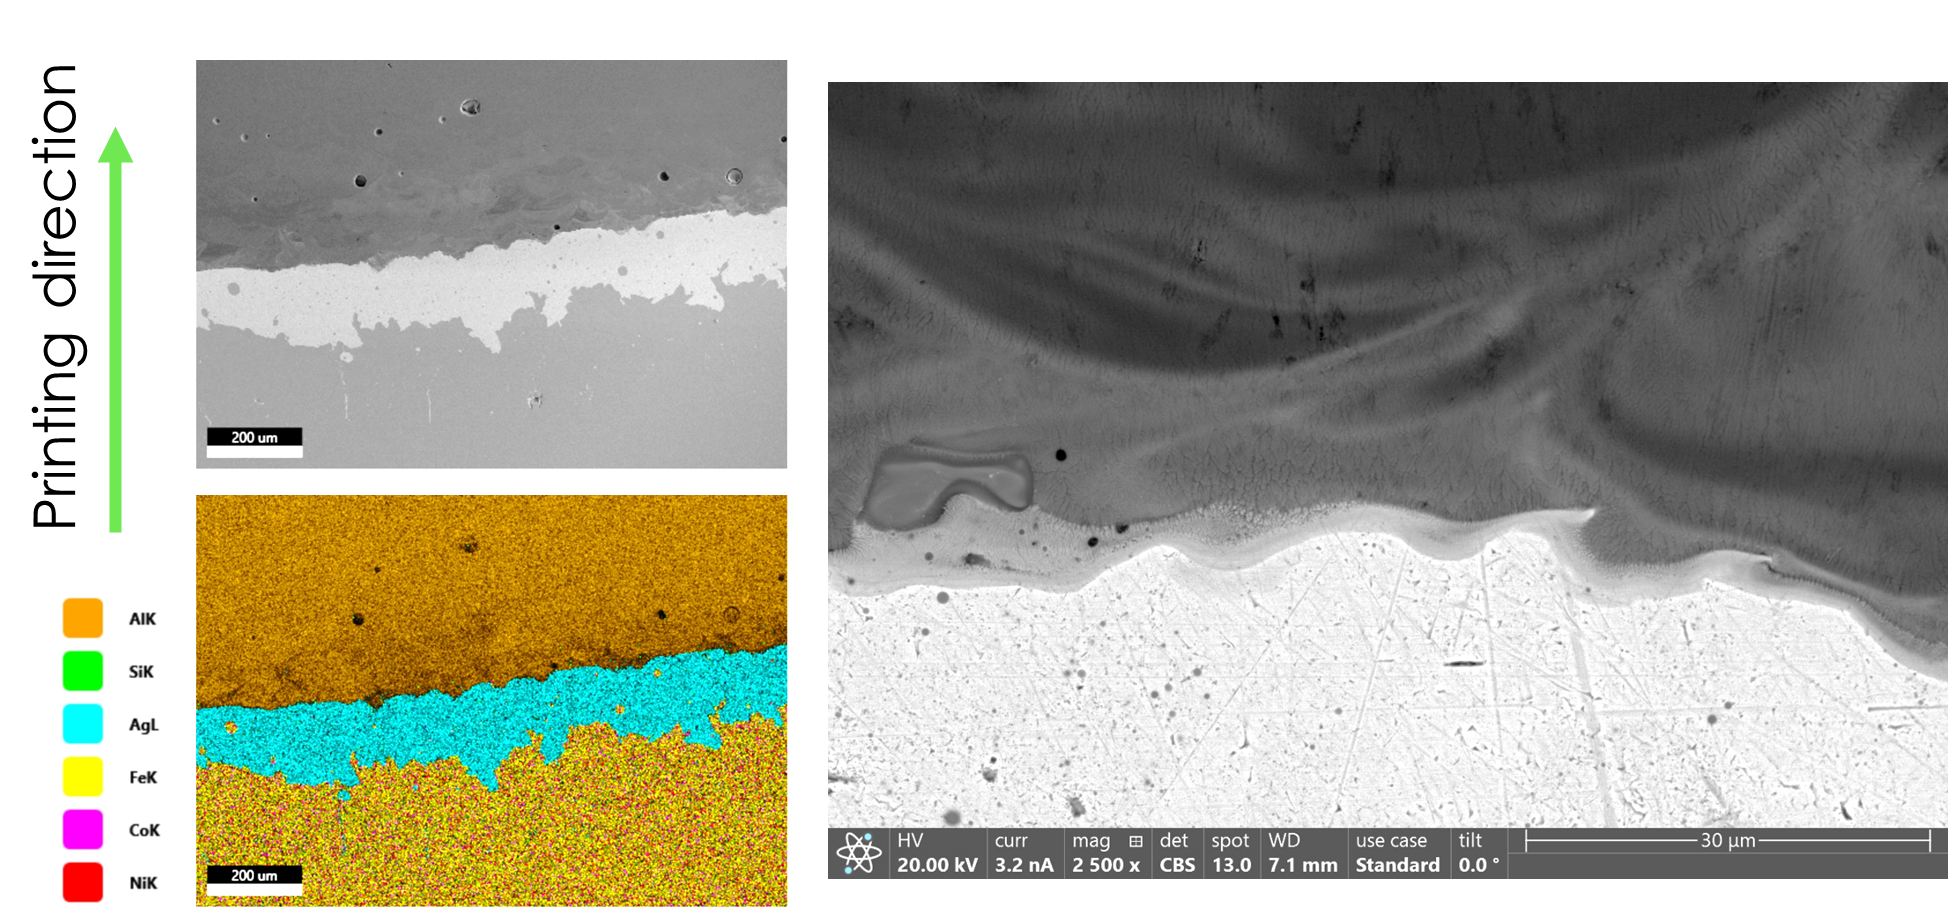 Printing direction
200 um
200 um
AlK
SiK
AgL
FeK
CoK
NiK
HV curr mag det spot WD use case tilt
20.00 kV 3.2 nA 2 500 x CBS 13.0 7.1 mm Standard 0.0 °
30 µm